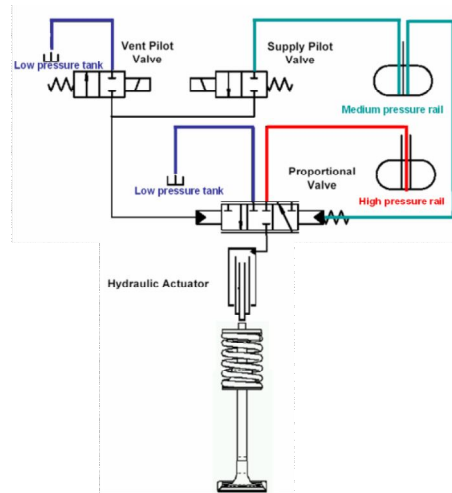 Vent Pilot
Valve
Supply Pilot
Valve
Low pressure tank
Medium pressure rail
Low pressure tank
Proportional
Valve
High pressure rail
Hydraulic Actuator